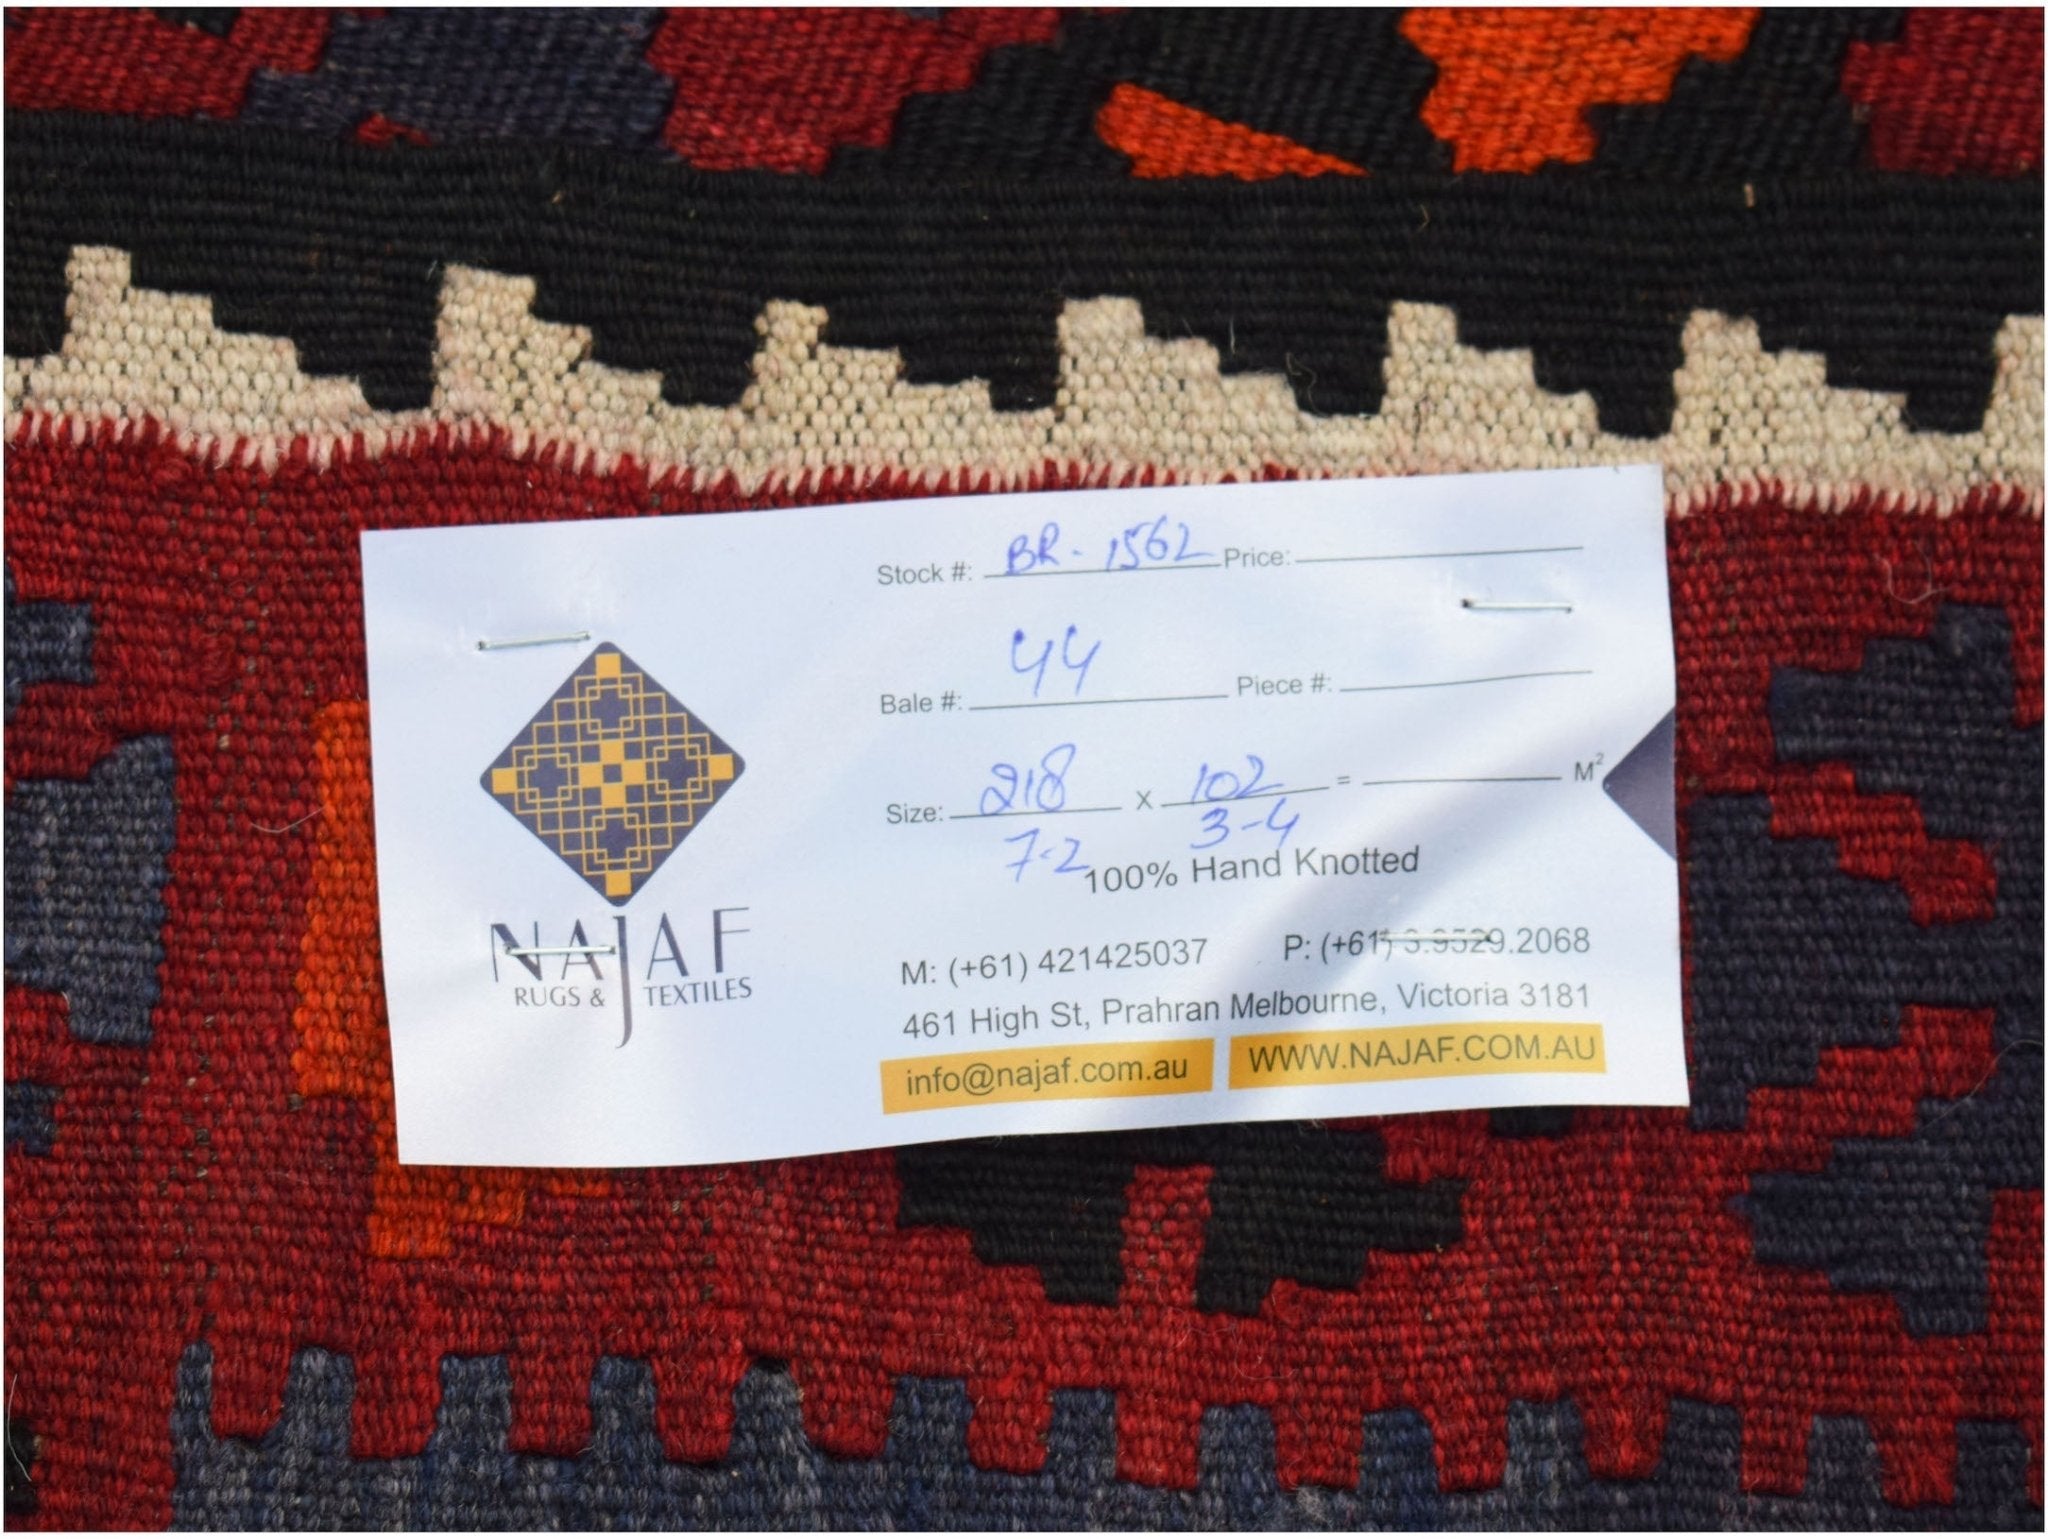 Stock #: BR-1562 Price:
Bale #: 44 Piece #:
Size: 218 x 102 = M²
7-2 3-4
100% Hand Knotted
NAJAF
RUGS & TEXTILES
M: (+61) 421425037 P: (+61) 3.9529.2068
461 High St, Prahran Melbourne, Victoria 3181
info@najaf.com.au WWW.NAJAF.COM.AU